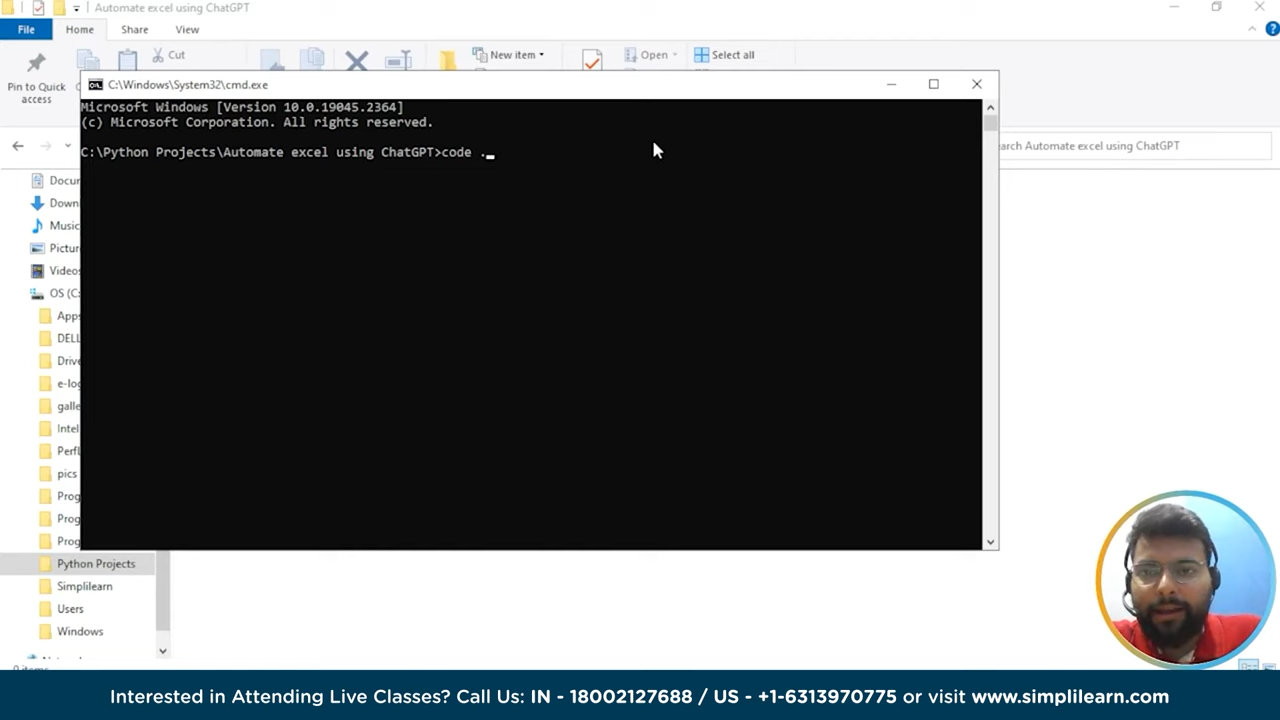 Automate excel using ChatGPT
File
Home
Share
View
Pin to Quick
access
Cut
New item
Open
Select all
C:\Windows\System32\cmd.exe
Microsoft Windows [Version 10.0.19045.2364]
(c) Microsoft Corporation. All rights reserved.
C:\Python Projects\Automate excel using ChatGPT>code .
arch Automate excel using ChatGPT
Docu
Down
Music
Pictur
Videos
OS (C:
Apps
DELL
Drive
e-log
galle
Intel
Perfl
pics
Prog
Prog
Prog
Python Projects
Simplilearn
Users
Windows
Interested in Attending Live Classes? Call Us: IN - 18002127688 / US - +1-6313970775 or visit www.simplilearn.com